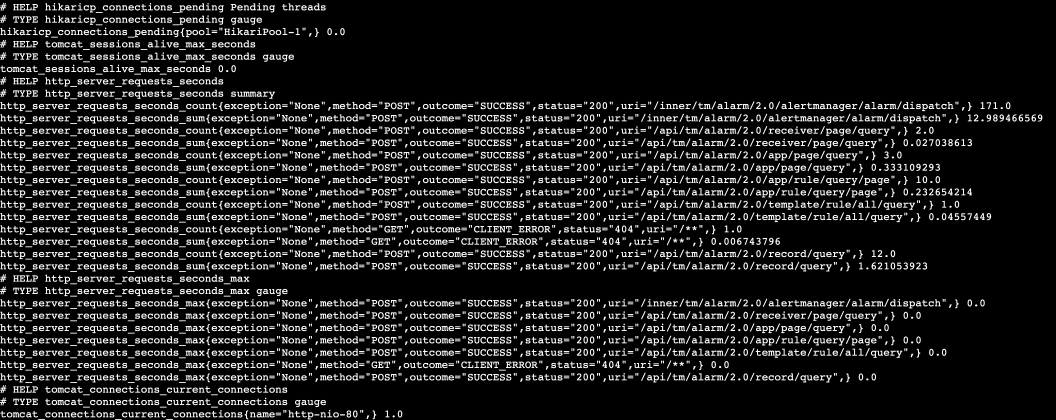 # HELP hikaricp_connections_pending Pending threads
# TYPE hikaricp_connections_pending gauge
hikaricp_connections_pending{pool="HikariPool-1",} 0.0
# HELP tomcat_sessions_alive_max_seconds
# TYPE tomcat_sessions_alive_max_seconds gauge
tomcat_sessions_alive_max_seconds 0.0
# HELP http_server_requests_seconds
# TYPE http_server_requests_seconds summary
http_server_requests_seconds_count{exception="None",method="POST",outcome="SUCCESS",status="200",uri="/inner/tm/alarm/2.0/alertmanager/alarm/dispatch",} 171.0
http_server_requests_seconds_sum{exception="None",method="POST",outcome="SUCCESS",status="200",uri="/inner/tm/alarm/2.0/alertmanager/alarm/dispatch",} 12.989466569
http_server_requests_seconds_count{exception="None",method="POST",outcome="SUCCESS",status="200",uri="/api/tm/alarm/2.0/receiver/page/query",} 2.0
http_server_requests_seconds_sum{exception="None",method="POST",outcome="SUCCESS",status="200",uri="/api/tm/alarm/2.0/receiver/page/query",} 0.027038613
http_server_requests_seconds_count{exception="None",method="POST",outcome="SUCCESS",status="200",uri="/api/tm/alarm/2.0/app/page/query",} 3.0
http_server_requests_seconds_sum{exception="None",method="POST",outcome="SUCCESS",status="200",uri="/api/tm/alarm/2.0/app/page/query",} 0.333109293
http_server_requests_seconds_count{exception="None",method="POST",outcome="SUCCESS",status="200",uri="/api/tm/alarm/2.0/app/rule/query/page",} 10.0
http_server_requests_seconds_sum{exception="None",method="POST",outcome="SUCCESS",status="200",uri="/api/tm/alarm/2.0/app/rule/query/page",} 0.232654214
http_server_requests_seconds_count{exception="None",method="POST",outcome="SUCCESS",status="200",uri="/api/tm/alarm/2.0/template/rule/all/query",} 1.0
http_server_requests_seconds_sum{exception="None",method="POST",outcome="SUCCESS",status="200",uri="/api/tm/alarm/2.0/template/rule/all/query",} 0.04557449
http_server_requests_seconds_count{exception="None",method="GET",outcome="CLIENT_ERROR",status="404",uri="/**",} 1.0
http_server_requests_seconds_sum{exception="None",method="GET",outcome="CLIENT_ERROR",status="404",uri="/**",} 0.006743796
http_server_requests_seconds_count{exception="None",method="POST",outcome="SUCCESS",status="200",uri="/api/tm/alarm/2.0/record/query",} 12.0
http_server_requests_seconds_sum{exception="None",method="POST",outcome="SUCCESS",status="200",uri="/api/tm/alarm/2.0/record/query",} 1.621053923
# HELP http_server_requests_seconds_max
# TYPE http_server_requests_seconds_max gauge
http_server_requests_seconds_max{exception="None",method="POST",outcome="SUCCESS",status="200",uri="/inner/tm/alarm/2.0/alertmanager/alarm/dispatch",} 0.0
http_server_requests_seconds_max{exception="None",method="POST",outcome="SUCCESS",status="200",uri="/api/tm/alarm/2.0/receiver/page/query",} 0.0
http_server_requests_seconds_max{exception="None",method="POST",outcome="SUCCESS",status="200",uri="/api/tm/alarm/2.0/app/page/query",} 0.0
http_server_requests_seconds_max{exception="None",method="POST",outcome="SUCCESS",status="200",uri="/api/tm/alarm/2.0/app/rule/query/page",} 0.0
http_server_requests_seconds_max{exception="None",method="POST",outcome="SUCCESS",status="200",uri="/api/tm/alarm/2.0/template/rule/all/query",} 0.0
http_server_requests_seconds_max{exception="None",method="GET",outcome="CLIENT_ERROR",status="404",uri="/**",} 0.0
http_server_requests_seconds_max{exception="None",method="POST",outcome="SUCCESS",status="200",uri="/api/tm/alarm/2.0/record/query",} 0.0
# HELP tomcat_connections_current_connections
# TYPE tomcat_connections_current_connections gauge
tomcat_connections_current_connections{name="http-nio-80",} 1.0